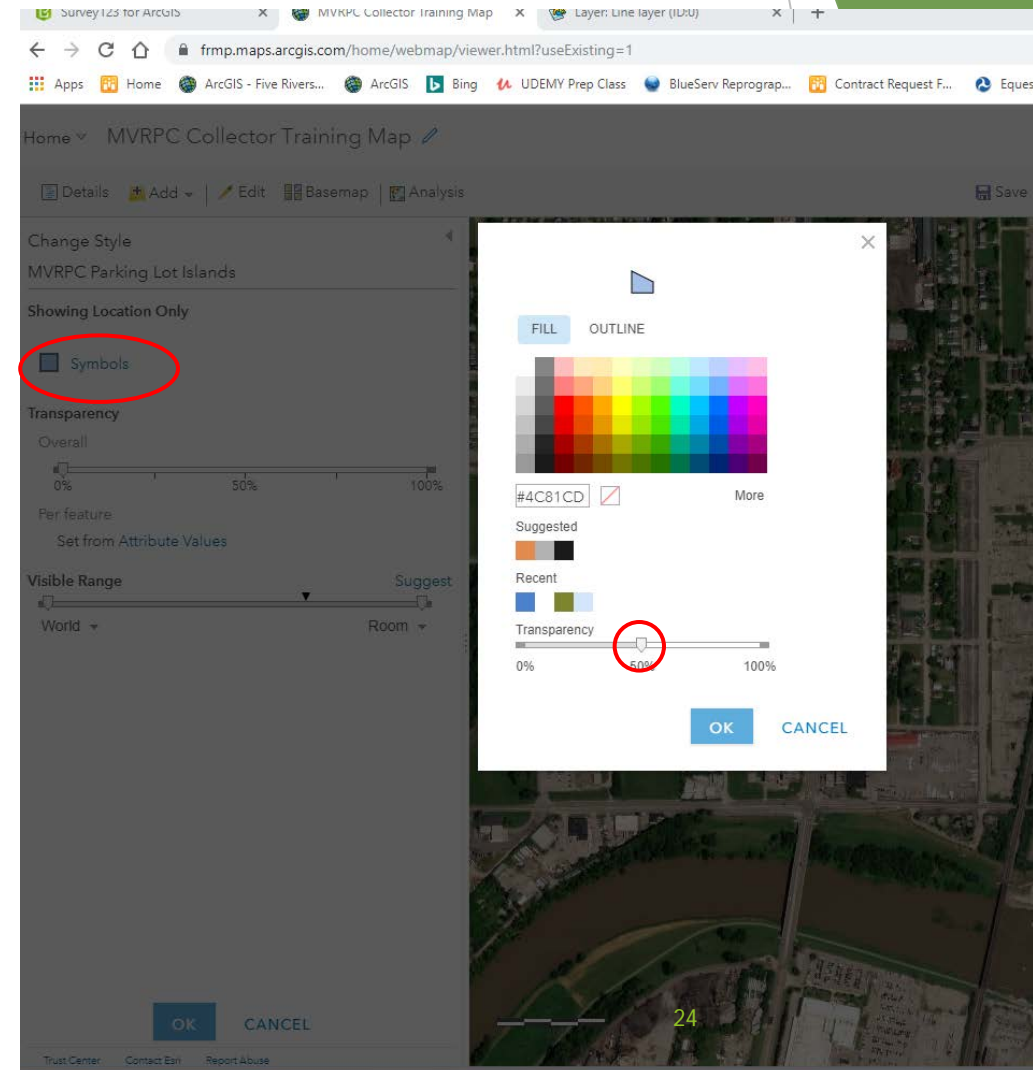 Survey123 for ArcGIS × MVRPC Collector Training Map × Layer: Line layer (ID:0) × +
frmp.maps.arcgis.com/home/webmap/viewer.html?useExisting=1
Apps Home ArcGIS - Five Rivers... ArcGIS Bing UDEMY Prep Class BlueServ Reprograp... Contract Request F... Eques
Home MVRPC Collector Training Map
Details Add Edit Basemap Analysis Save
Change Style
MVRPC Parking Lot Islands
Showing Location Only
Symbols
Transparency
Overall
0% 50% 100%
Per feature
Set from Attribute Values
Visible Range Suggest
World Room
FILL OUTLINE
#4C81CD More
Suggested
Recent
Transparency
0% 50% 100%
OK CANCEL
OK CANCEL
24
Trust Center Contact Esri Report Abuse